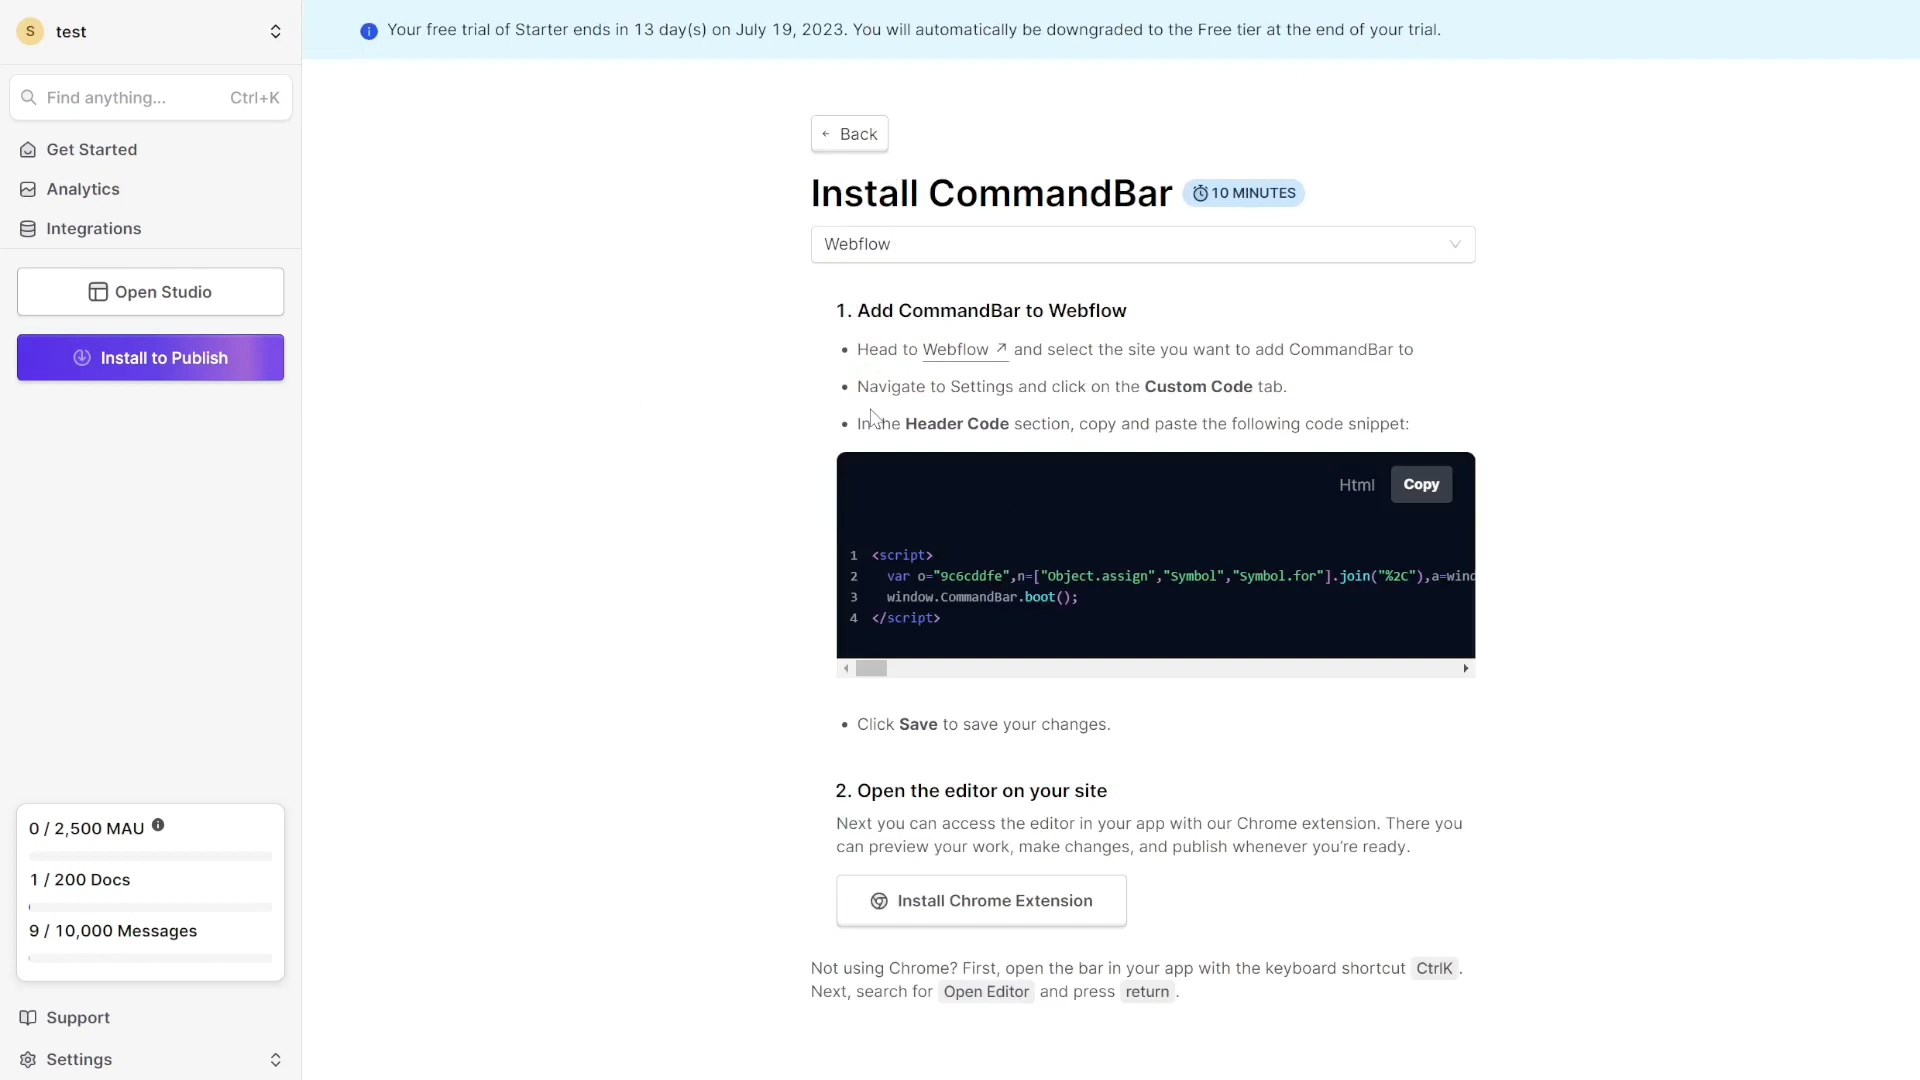 S test
Find anything... Ctrl+K
Get Started
Analytics
Integrations
Open Studio
Install to Publish
0 / 2,500 MAU
1 / 200 Docs
9 / 10,000 Messages
Support
Settings
Your free trial of Starter ends in 13 day(s) on July 19, 2023. You will automatically be downgraded to the Free tier at the end of your trial.
Back
Install CommandBar 10 MINUTES
Webflow
1. Add CommandBar to Webflow
• Head to Webflow ↗ and select the site you want to add CommandBar to
• Navigate to Settings and click on the Custom Code tab.
• In the Header Code section, copy and paste the following code snippet:
Html Copy
1 <script>
2 var o="9c6cddfe",n=["Object.assign","Symbol","Symbol.for"].join("%2C"),a=wind
3 window.CommandBar.boot();
4 </script>
• Click Save to save your changes.
2. Open the editor on your site
Next you can access the editor in your app with our Chrome extension. There you
can preview your work, make changes, and publish whenever you're ready.
Install Chrome Extension
Not using Chrome? First, open the bar in your app with the keyboard shortcut CtrlK .
Next, search for Open Editor and press return .